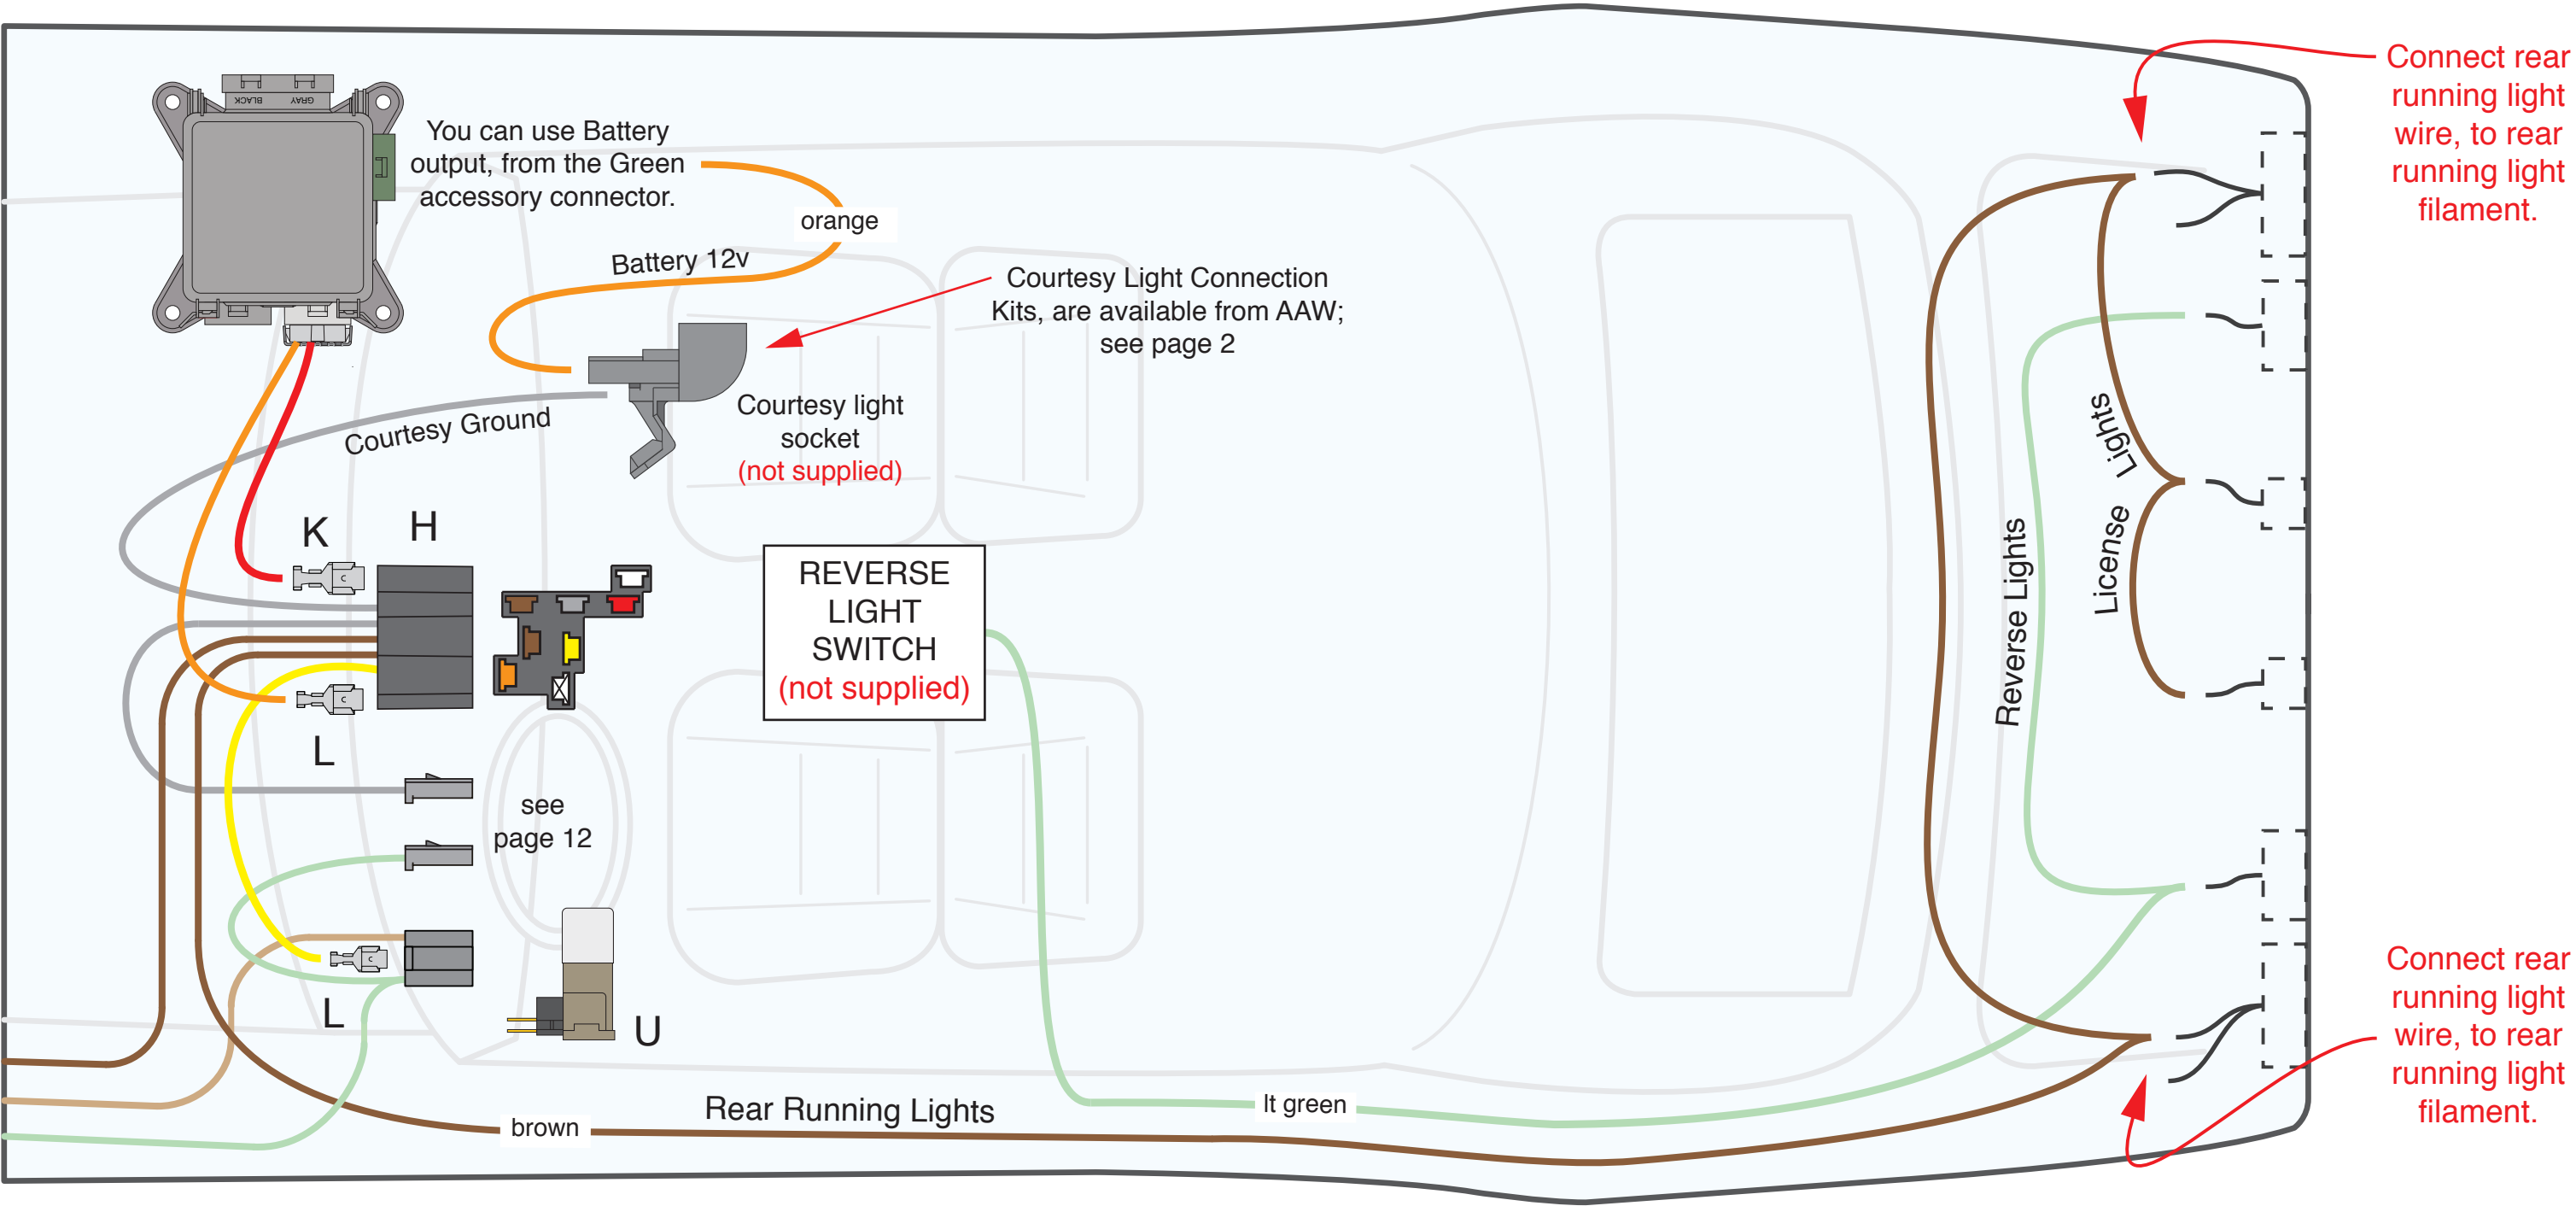 BLACK GRAY
You can use Battery
output, from the Green
accessory connector.
orange
Battery 12v
Courtesy Light Connection
Kits, are available from AAW;
see page 2
Courtesy Ground
Courtesy light
socket
(not supplied)
K
H
C
C
L
REVERSE
LIGHT
SWITCH
(not supplied)
see
page 12
C
L
U
Rear Running Lights
brown
lt green
Reverse Lights
License Lights
Connect rear
running light
wire, to rear
running light
filament.
Connect rear
running light
wire, to rear
running light
filament.